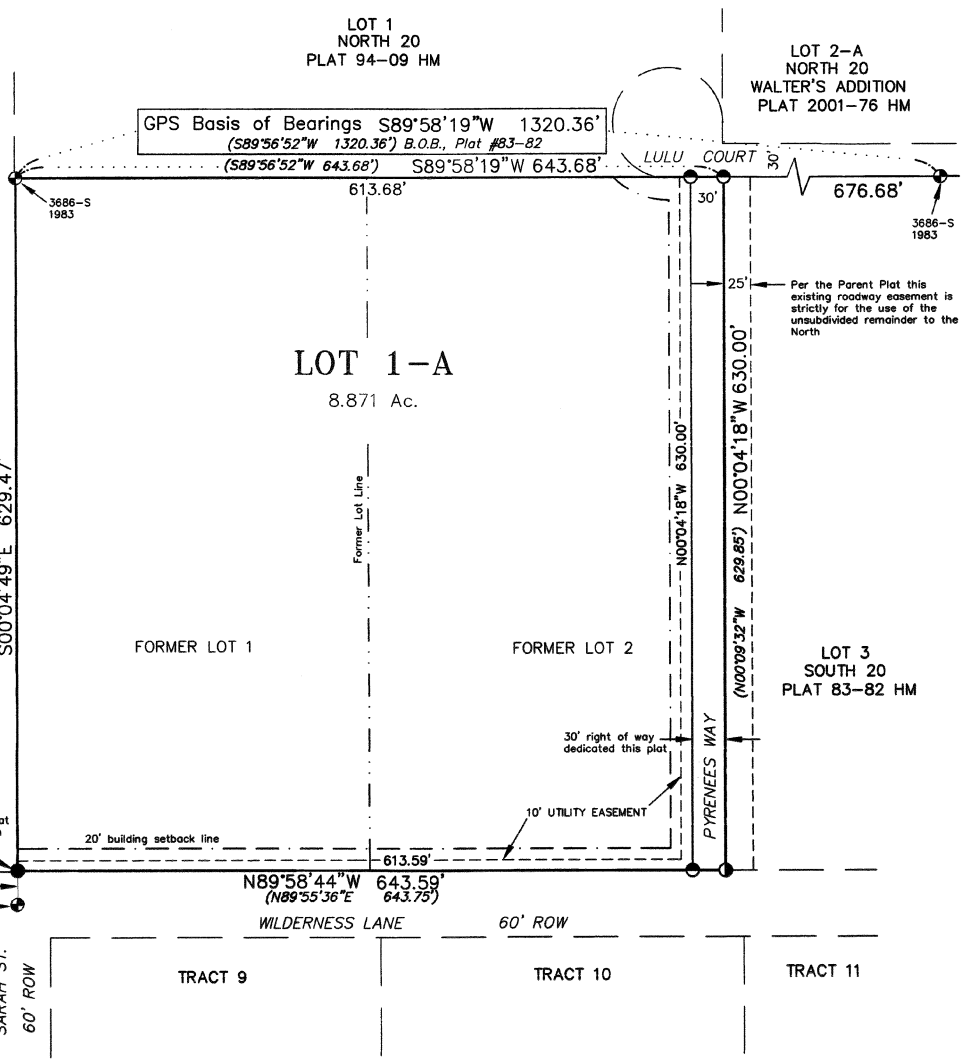 LOT 1
NORTH 20
PLAT 94-09 HM
LOT 2-A
NORTH 20
WALTER'S ADDITION
PLAT 2001-76 HM
GPS Basis of Bearings S89°58'19"W 1320.36'
(S89°56'52"W 1320.36') B.O.B., Plat #83-82
(S89°56'52"W 643.68') S89°58'19"W 643.68'
LULU COURT
30'
613.68'
30'
676.68'
3686-S
1983
3686-S
1983
25'
Per the Parent Plat this
existing roadway easement is
strictly for the use of the
unsubdivided remainder to the
North
LOT 1-A
8.871 Ac.
S00°04'49"E 629.47'
Former Lot Line
N00°04'18"W 630.00'
(N00°09'32"W 629.85') N00°04'18"W 630.00'
FORMER LOT 1
FORMER LOT 2
LOT 3
SOUTH 20
PLAT 83-82 HM
30' right of way
dedicated this plat
PYRENEES WAY
10' UTILITY EASEMENT
at
20' building setback line
613.59'
N89°58'44"W 643.59'
(N89°55'36"E 643.75')
WILDERNESS LANE 60' ROW
SARAH ST.
60' ROW
TRACT 9
TRACT 10
TRACT 11